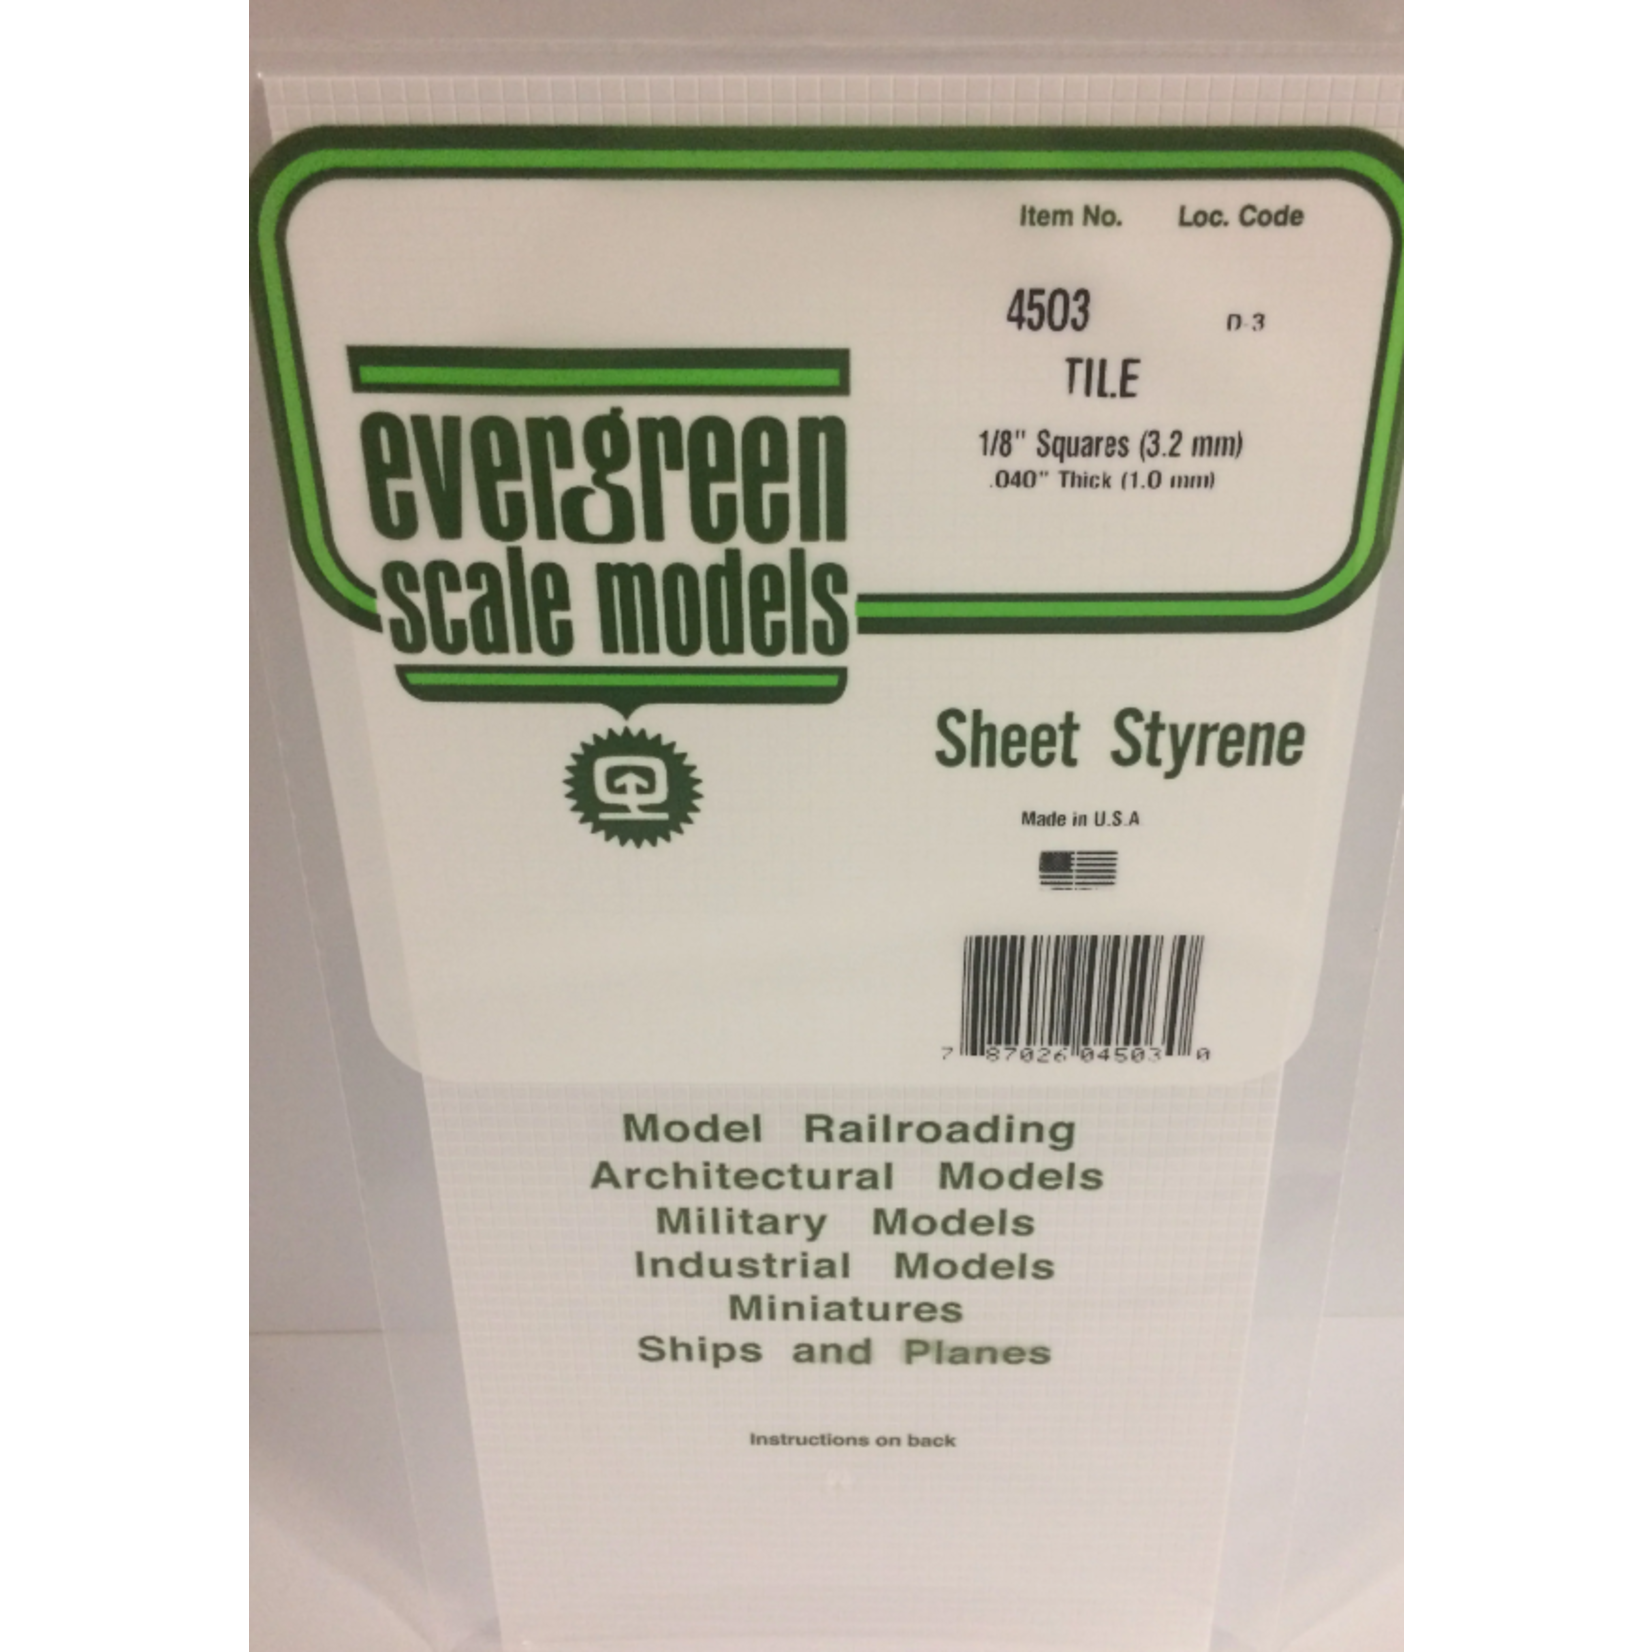 Item No. Loc. Code
4503 D-3
TILE
1/8" Squares (3.2 mm)
.040" Thick (1.0 mm)
evergreen
scale models
Sheet Styrene
Made in U.S.A
7 87026 04503 0
Model Railroading
Architectural Models
Military Models
Industrial Models
Miniatures
Ships and Planes
Instructions on back